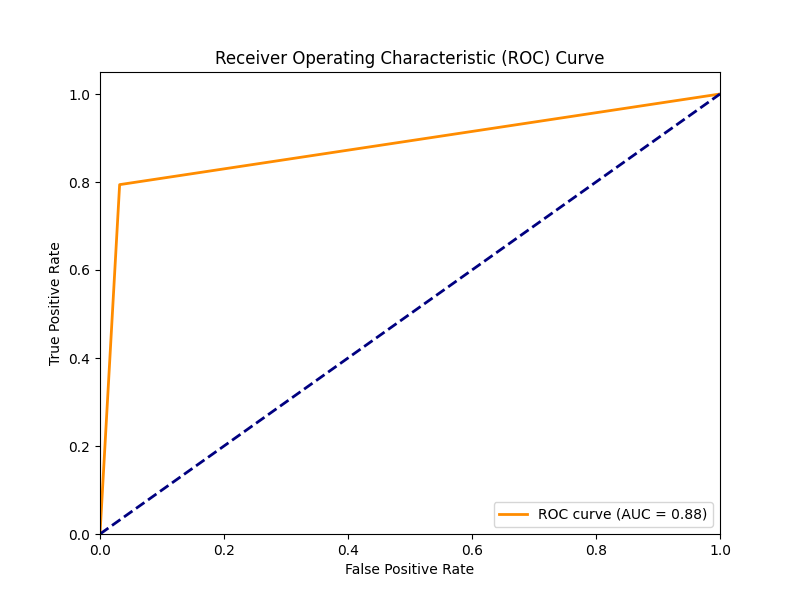 Receiver Operating Characteristic (ROC) Curve
1.0
0.8
0.6
0.4
0.2
0.0
True Positive Rate
0.0 0.2 0.4 0.6 0.8 1.0
False Positive Rate
ROC curve (AUC = 0.88)